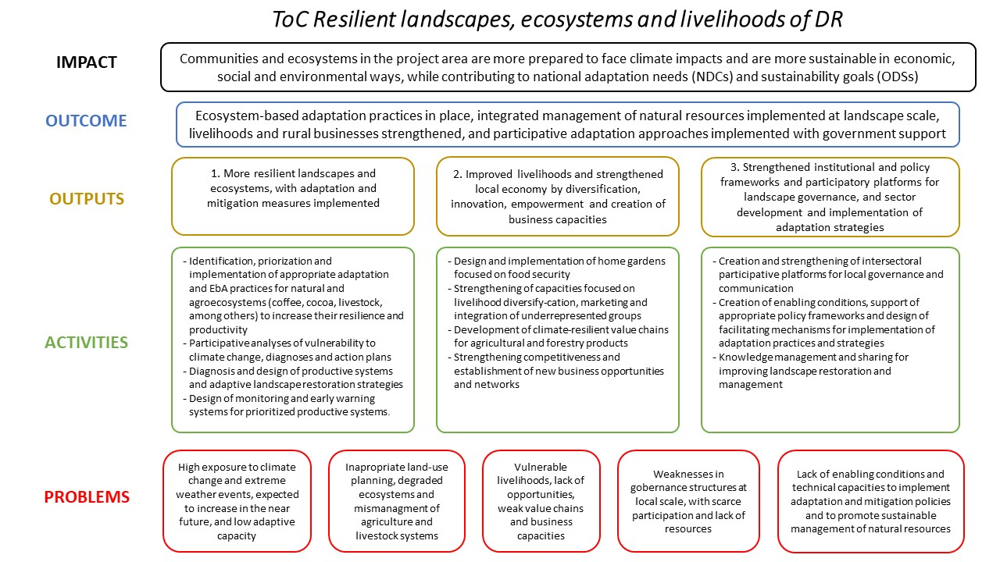 ToC Resilient landscapes, ecosystems and livelihoods of DR
IMPACT
Communities and ecosystems in the project area are more prepared to face climate impacts and are more sustainable in economic,
social and environmental ways, while contributing to national adaptation needs (NDCs) and sustainability goals (ODSs)
OUTCOME
Ecosystem-based adaptation practices in place, integrated management of natural resources implemented at landscape scale,
livelihoods and rural businesses strengthened, and participative adaptation approaches implemented with government support
OUTPUTS
1. More resilient landscapes and
ecosystems, with adaptation and
mitigation measures implemented
2. Improved livelihoods and strengthened
local economy by diversification,
innovation, empowerment and creation of
business capacities
3. Strengthened institutional and policy
frameworks and participatory platforms for
landscape governance, and sector
development and implementation of
adaptation strategies
ACTIVITIES
- Identification, priorization and
implementation of appropriate adaptation
and EbA practices for natural and
agroecosystems (coffee, cocoa, livestock,
among others) to increase their resilience and
productivity
- Participative analyses of vulnerability to
climate change, diagnoses and action plans
- Diagnosis and design of productive systems
and adaptive landscape restoration strategies
- Design of monitoring and early warning
systems for prioritized productive systems.
- Design and implementation of home gardens
focused on food security
- Strengthening of capacities focused on
livelihood diversify-cation, marketing and
integration of underrepresented groups
- Development of climate-resilient value chains
for agricultural and forestry products
- Strengthening competitiveness and
establishment of new business opportunities
and networks
- Creation and strengthening of intersectoral
participative platforms for local governance and
communication
- Creation of enabling conditions, support of
appropriate policy frameworks and design of
facilitating mechanisms for implementation of
adaptation practices and strategies
- Knowledge management and sharing for
improving landscape restoration and
management
PROBLEMS
High exposure to climate
change and extreme
weather events, expected
to increase in the near
future, and low adaptive
capacity
Inapropriate land-use
planning, degraded
ecosystems and
mismanagment of
agriculture and
livestock systems
Vulnerable
livelihoods, lack of
opportunities,
weak value chains
and business
capacities
Weaknesses in
gobernance structures at
local scale, with scarce
participation and lack of
resources
Lack of enabling conditions and
technical capacities to implement
adaptation and mitigation policies
and to promote sustainable
management of natural resources